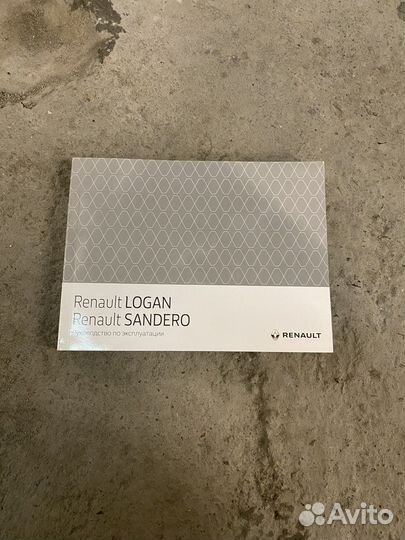 Renault LOGAN
Renault SANDERO
Руководство по эксплуатации
RENAULT
Avito